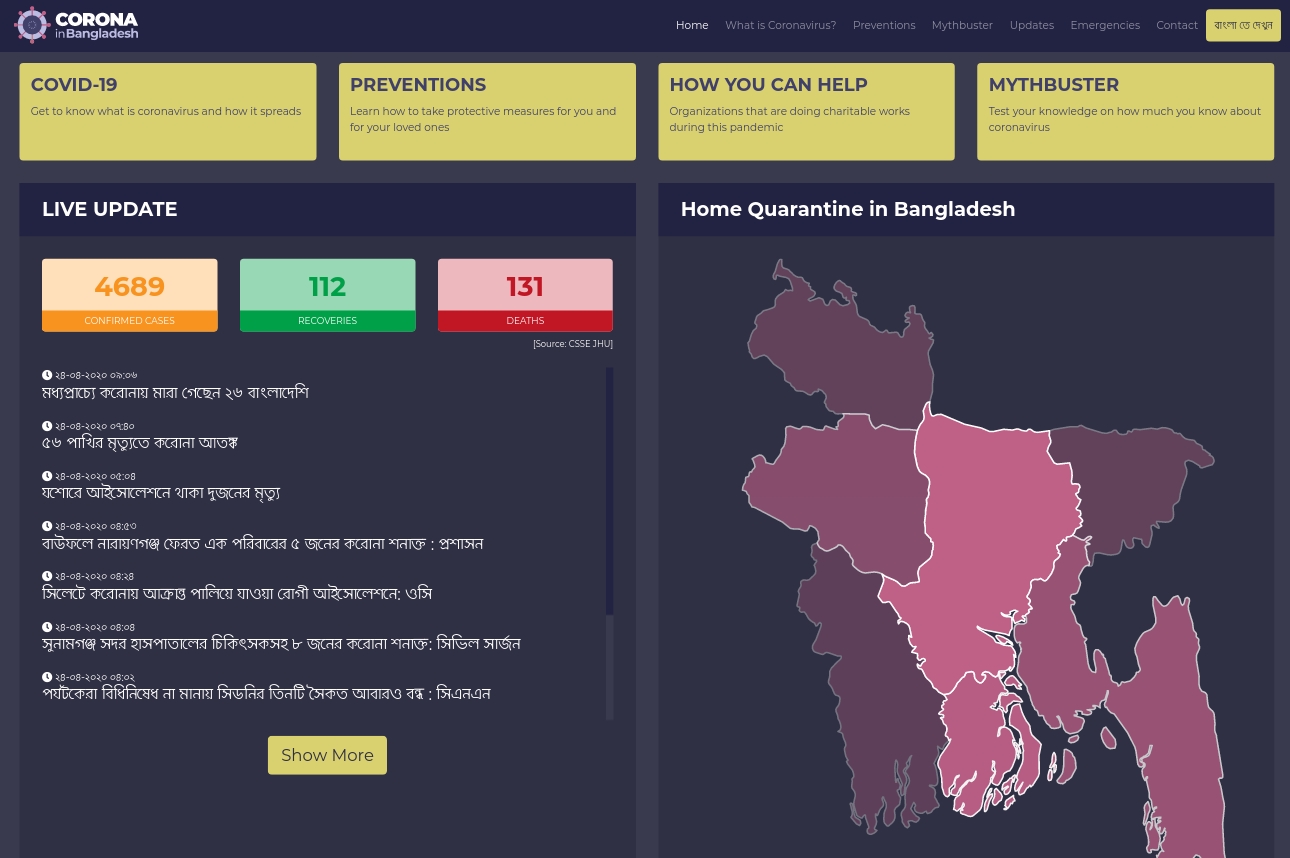 CORONA
inBangladesh
Home What is Coronavirus? Preventions Mythbuster Updates Emergencies Contact বাংলা তে দেখুন
COVID-19
Get to know what is coronavirus and how it spreads
PREVENTIONS
Learn how to take protective measures for you and
for your loved ones
HOW YOU CAN HELP
Organizations that are doing charitable works
during this pandemic
MYTHBUSTER
Test your knowledge on how much you know about
coronavirus
LIVE UPDATE
4689
CONFIRMED CASES
112
RECOVERIES
131
DEATHS
[Source: CSSE JHU]
২৪-০৪-২০২০ ০৯:০৬
মধ্যপ্রাচ্যে করোনায় মারা গেছেন ২৬ বাংলাদেশি
২৪-০৪-২০২০ ০৭:৪০
৫৬ পাখির মৃত্যুতে করোনা আতঙ্ক
২৪-০৪-২০২০ ০৫:০৪
যশোরে আইসোলেশনে থাকা দুজনের মৃত্যু
২৪-০৪-২০২০ ০৪:৫৩
বাউফলে নারায়ণগঞ্জ ফেরত এক পরিবারের ৫ জনের করোনা শনাক্ত : প্রশাসন
২৪-০৪-২০২০ ০৪:২৪
সিলেটে করোনায় আক্রান্ত পালিয়ে যাওয়া রোগী আইসোলেশনে: ওসি
২৪-০৪-২০২০ ০৪:০৪
সুনামগঞ্জ সদর হাসপাতালের চিকিৎসকসহ ৮ জনের করোনা শনাক্ত: সিভিল সার্জন
২৪-০৪-২০২০ ০৪:০২
পর্যটকেরা বিধিনিষেধ না মানায় সিডনির তিনটি সৈকত আবারও বন্ধ : সিএনএন
Show More
Home Quarantine in Bangladesh